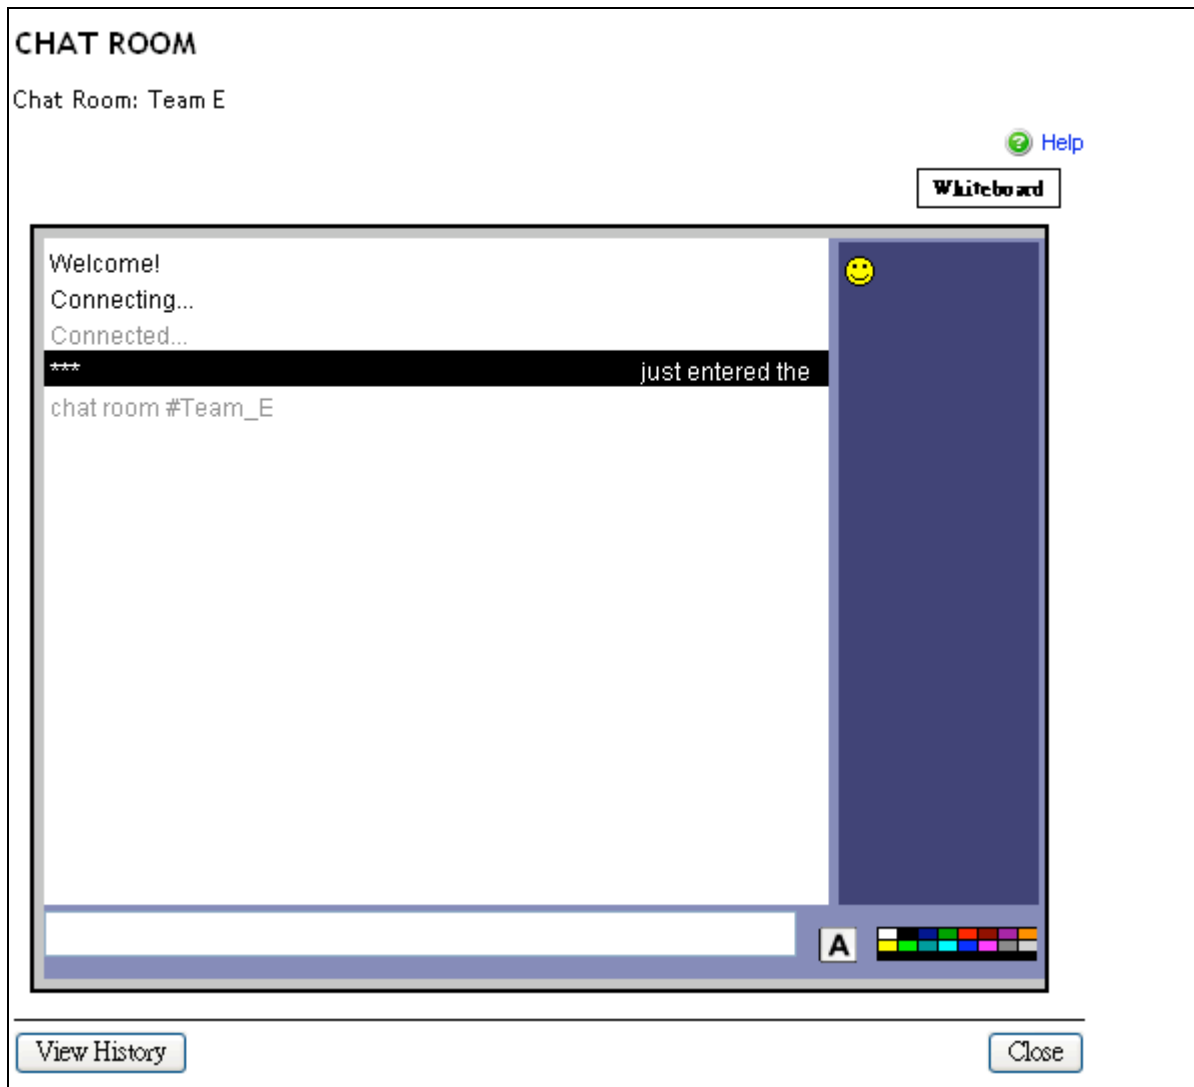 CHAT ROOM
Chat Room: Team E
Help
Whiteboard
Welcome!
Connecting...
Connected...
*** just entered the
chat room #Team_E
A
View History
Close